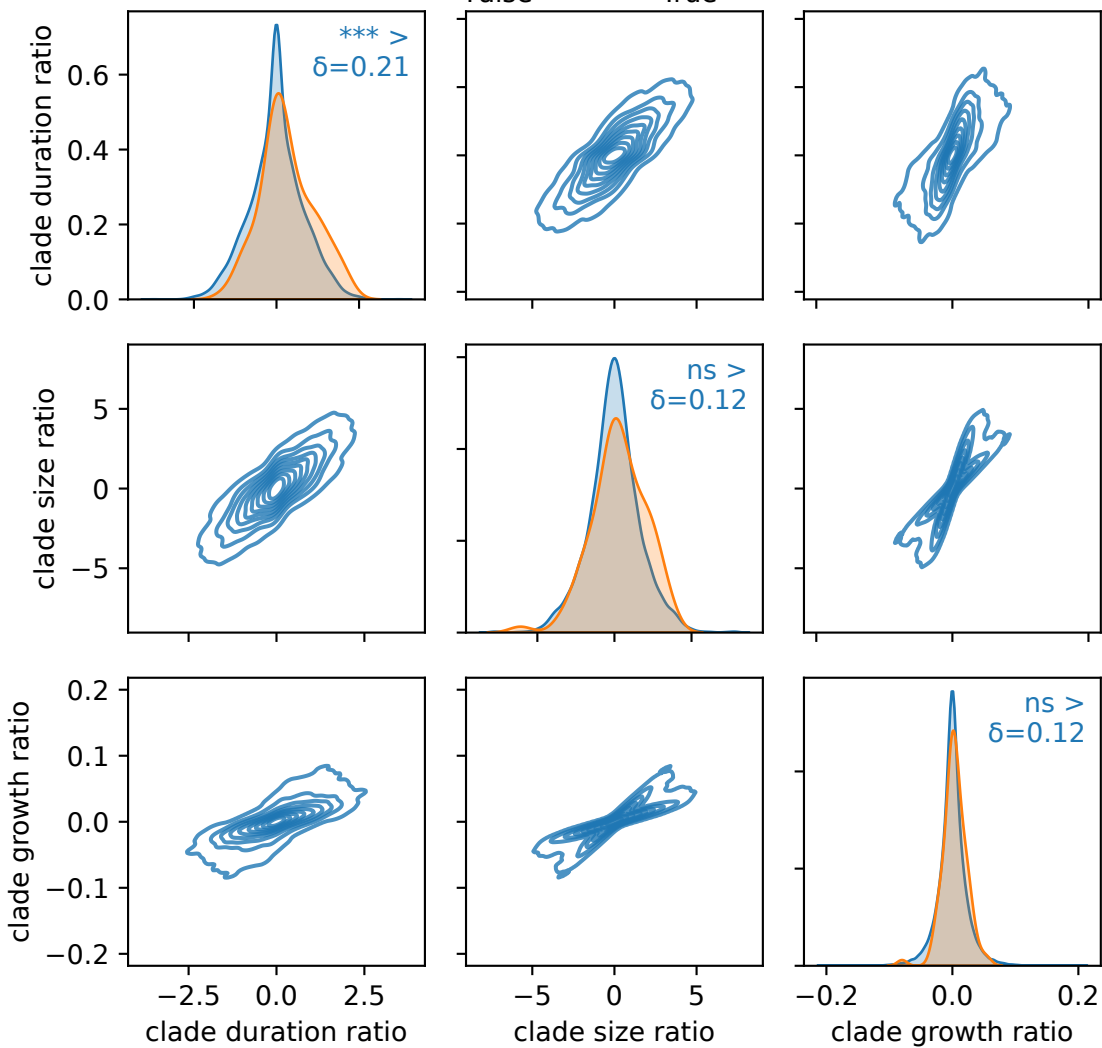 clade duration ratio
0.6
0.4
0.2
0.0
*** >
δ=0.21
clade size ratio
5
0
−5
ns >
δ=0.12
clade growth ratio
0.2
0.1
0.0
−0.1
−0.2
ns >
δ=0.12
−2.5 0.0 2.5
−5 0 5
−0.2 0.0 0.2
clade duration ratio
clade size ratio
clade growth ratio